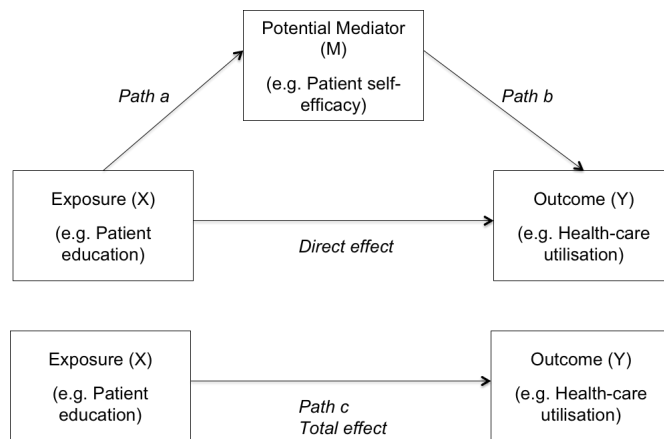 Potential Mediator
(M)
(e.g. Patient self-
efficacy)
Path a
Path b
Exposure (X)
(e.g. Patient
education)
Direct effect
Outcome (Y)
(e.g. Health-care
utilisation)
Exposure (X)
(e.g. Patient
education)
Path c
Total effect
Outcome (Y)
(e.g. Health-care
utilisation)